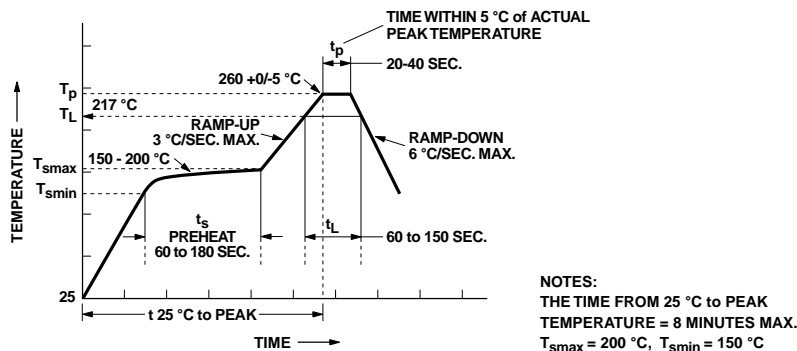 TIME WITHIN 5 °C of ACTUAL
PEAK TEMPERATURE
tp
20-40 SEC.
260 +0/-5 °C
Tp
217 °C
TL
RAMP-UP
3 °C/SEC. MAX.
RAMP-DOWN
6 °C/SEC. MAX.
150 - 200 °C
Tsmax
Tsmin
TEMPERATURE
ts
PREHEAT
60 to 180 SEC.
tL
60 to 150 SEC.
25
t 25 °C to PEAK
TIME
NOTES:
THE TIME FROM 25 °C to PEAK
TEMPERATURE = 8 MINUTES MAX.
Tsmax = 200 °C, Tsmin = 150 °C